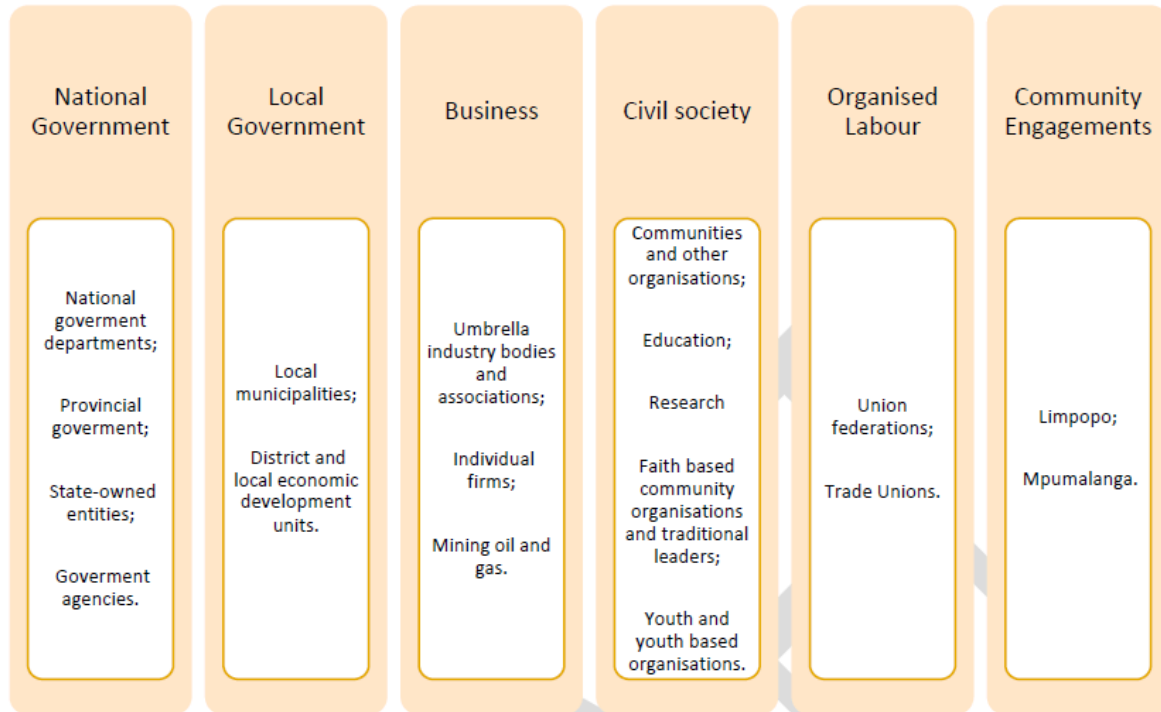 National
Government
National
goverment
departments;
Provincial
goverment;
State-owned
entities;
Goverment
agencies.
Local
Government
Local
municipalities;
District and
local economic
development
units.
Business
Umbrella
industry bodies
and
associations;
Individual
firms;
Mining oil and
gas.
Civil society
Communities
and other
organisations;
Education;
Research
Faith based
community
organisations
and traditional
leaders;
Youth and
youth based
organisations.
Organised
Labour
Union
federations;
Trade Unions.
Community
Engagements
Limpopo;
Mpumalanga.